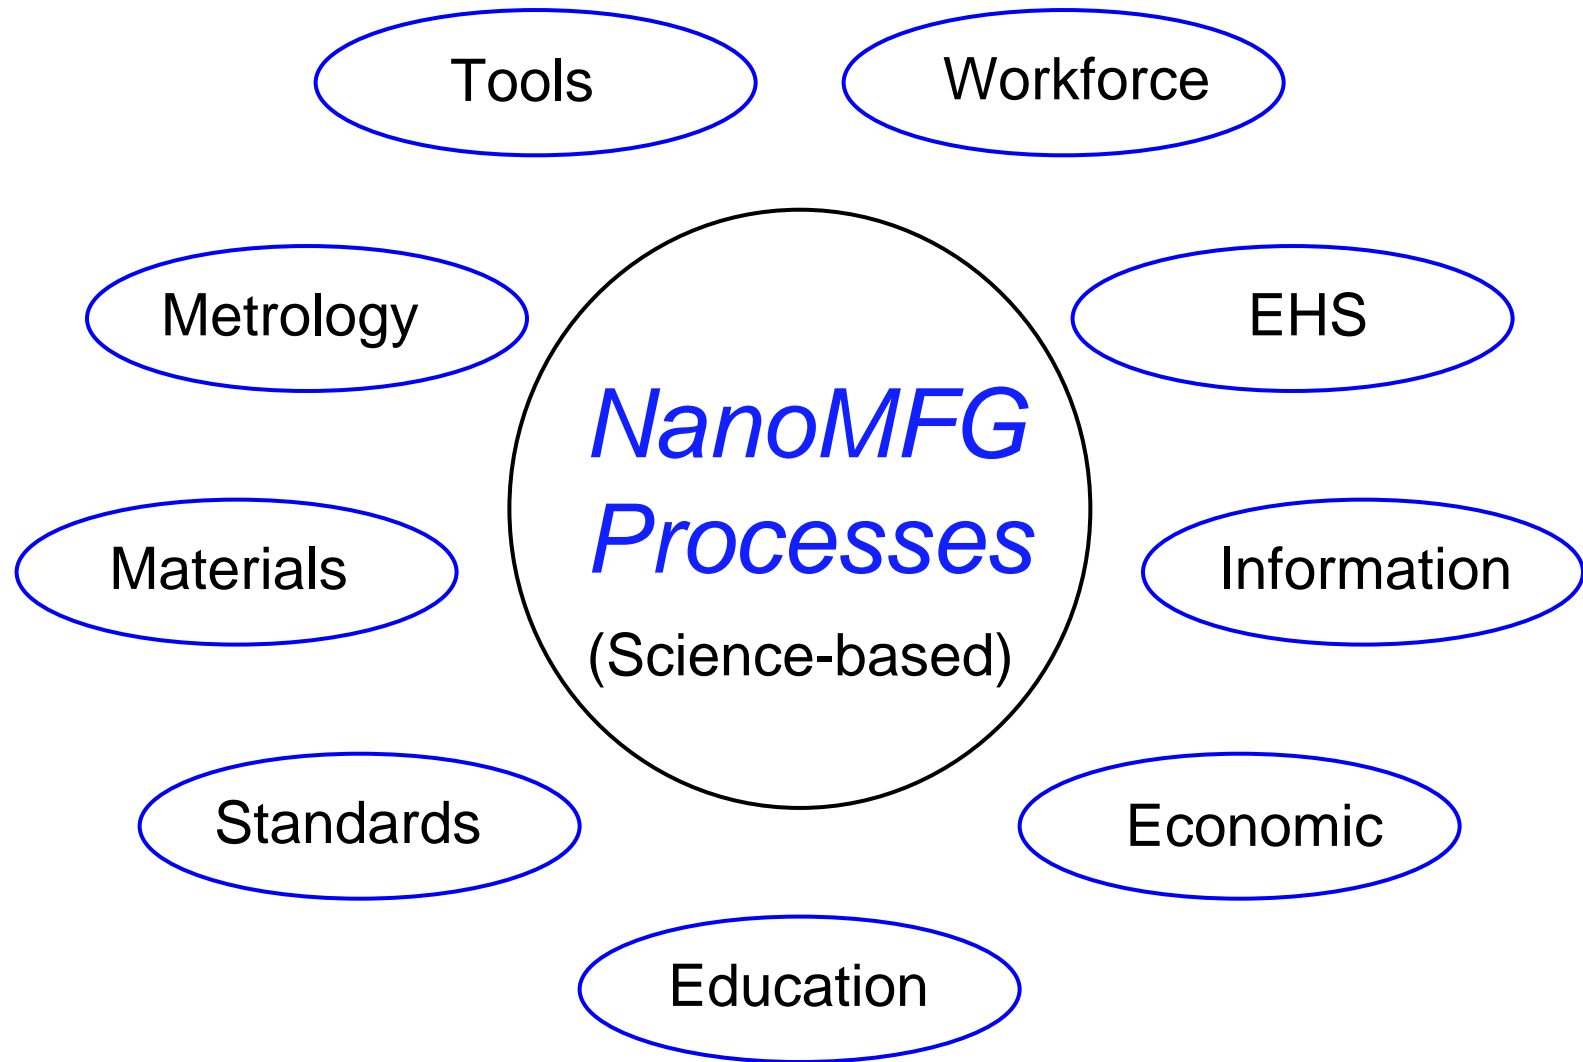 Tools
Workforce
Metrology
EHS
NanoMFG
Processes
(Science-based)
Materials
Information
Standards
Economic
Education